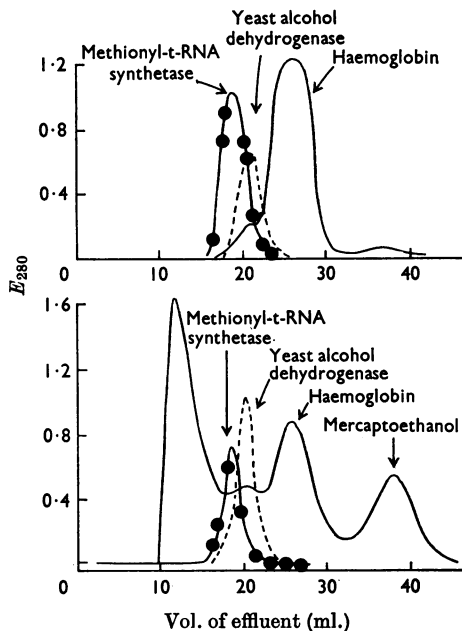 Yeast alcohol
dehydrogenase
Methionyl-t-RNA
synthetase
Haemoglobin
1·2
0·8
0·4
0 10 20 30 40
E280
1·6
1·2
0·8
0·4
Methionyl-t-RNA
synthetase
Yeast alcohol
dehydrogenase
Haemoglobin
Mercaptoethanol
0 10 20 30 40
Vol. of effluent (ml.)